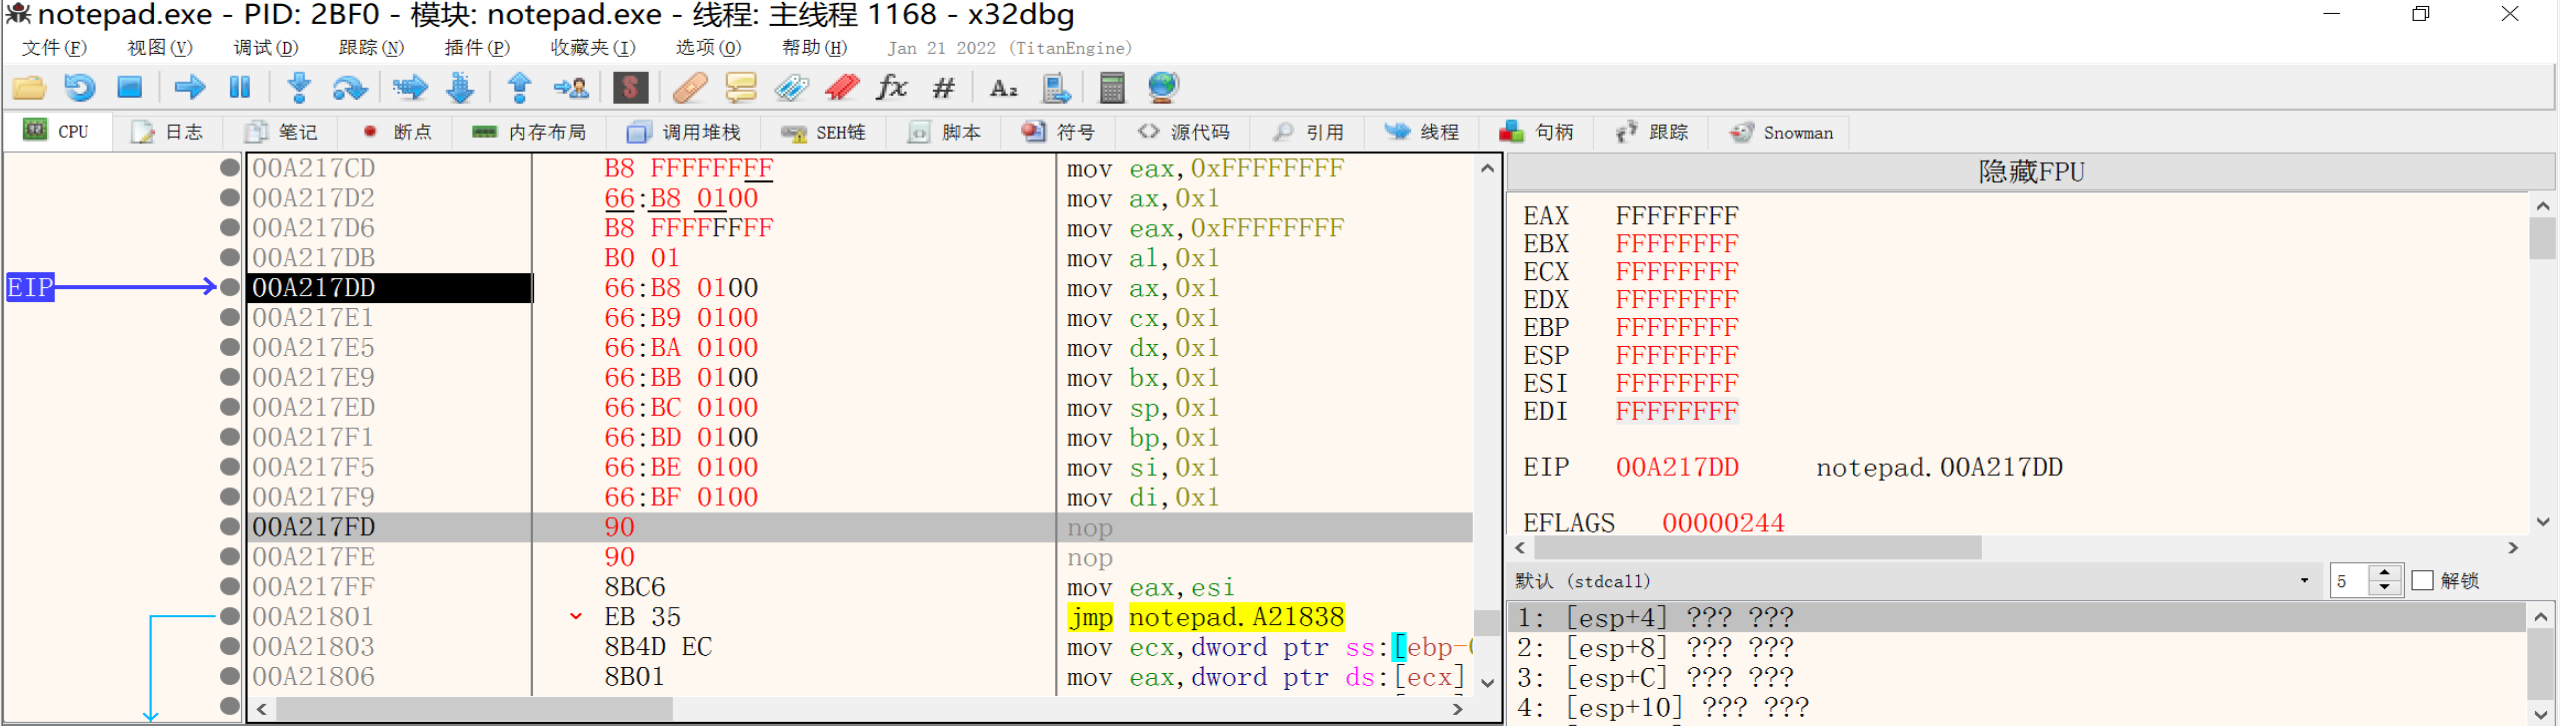 notepad.exe - PID: 2BF0 - 模块: notepad.exe - 线程: 主线程 1168 - x32dbg
文件(F) 视图(V) 调试(D) 跟踪(N) 插件(P) 收藏夹(I) 选项(O) 帮助(H) Jan 21 2022 (TitanEngine)
CPU 日志 笔记 断点 内存布局 调用堆栈 SEH链 脚本 符号 源代码 引用 线程 句柄 跟踪 Snowman
00A217CD B8 FFFFFFFF mov eax,0xFFFFFFFF
00A217D2 66:B8 0100 mov ax,0x1
00A217D6 B8 FFFFFFFF mov eax,0xFFFFFFFF
00A217DB B0 01 mov al,0x1
EIP 00A217DD 66:B8 0100 mov ax,0x1
00A217E1 66:B9 0100 mov cx,0x1
00A217E5 66:BA 0100 mov dx,0x1
00A217E9 66:BB 0100 mov bx,0x1
00A217ED 66:BC 0100 mov sp,0x1
00A217F1 66:BD 0100 mov bp,0x1
00A217F5 66:BE 0100 mov si,0x1
00A217F9 66:BF 0100 mov di,0x1
00A217FD 90 nop
00A217FE 90 nop
00A217FF 8BC6 mov eax,esi
00A21801 EB 35 jmp notepad.A21838
00A21803 8B4D EC mov ecx,dword ptr ss:[ebp-
00A21806 8B01 mov eax,dword ptr ds:[ecx]
隐藏FPU
EAX FFFFFFFF
EBX FFFFFFFF
ECX FFFFFFFF
EDX FFFFFFFF
EBP FFFFFFFF
ESP FFFFFFFF
ESI FFFFFFFF
EDI FFFFFFFF
EIP 00A217DD notepad.00A217DD
EFLAGS 00000244
默认 (stdcall) 5 解锁
1: [esp+4] ??? ???
2: [esp+8] ??? ???
3: [esp+C] ??? ???
4: [esp+10] ??? ???